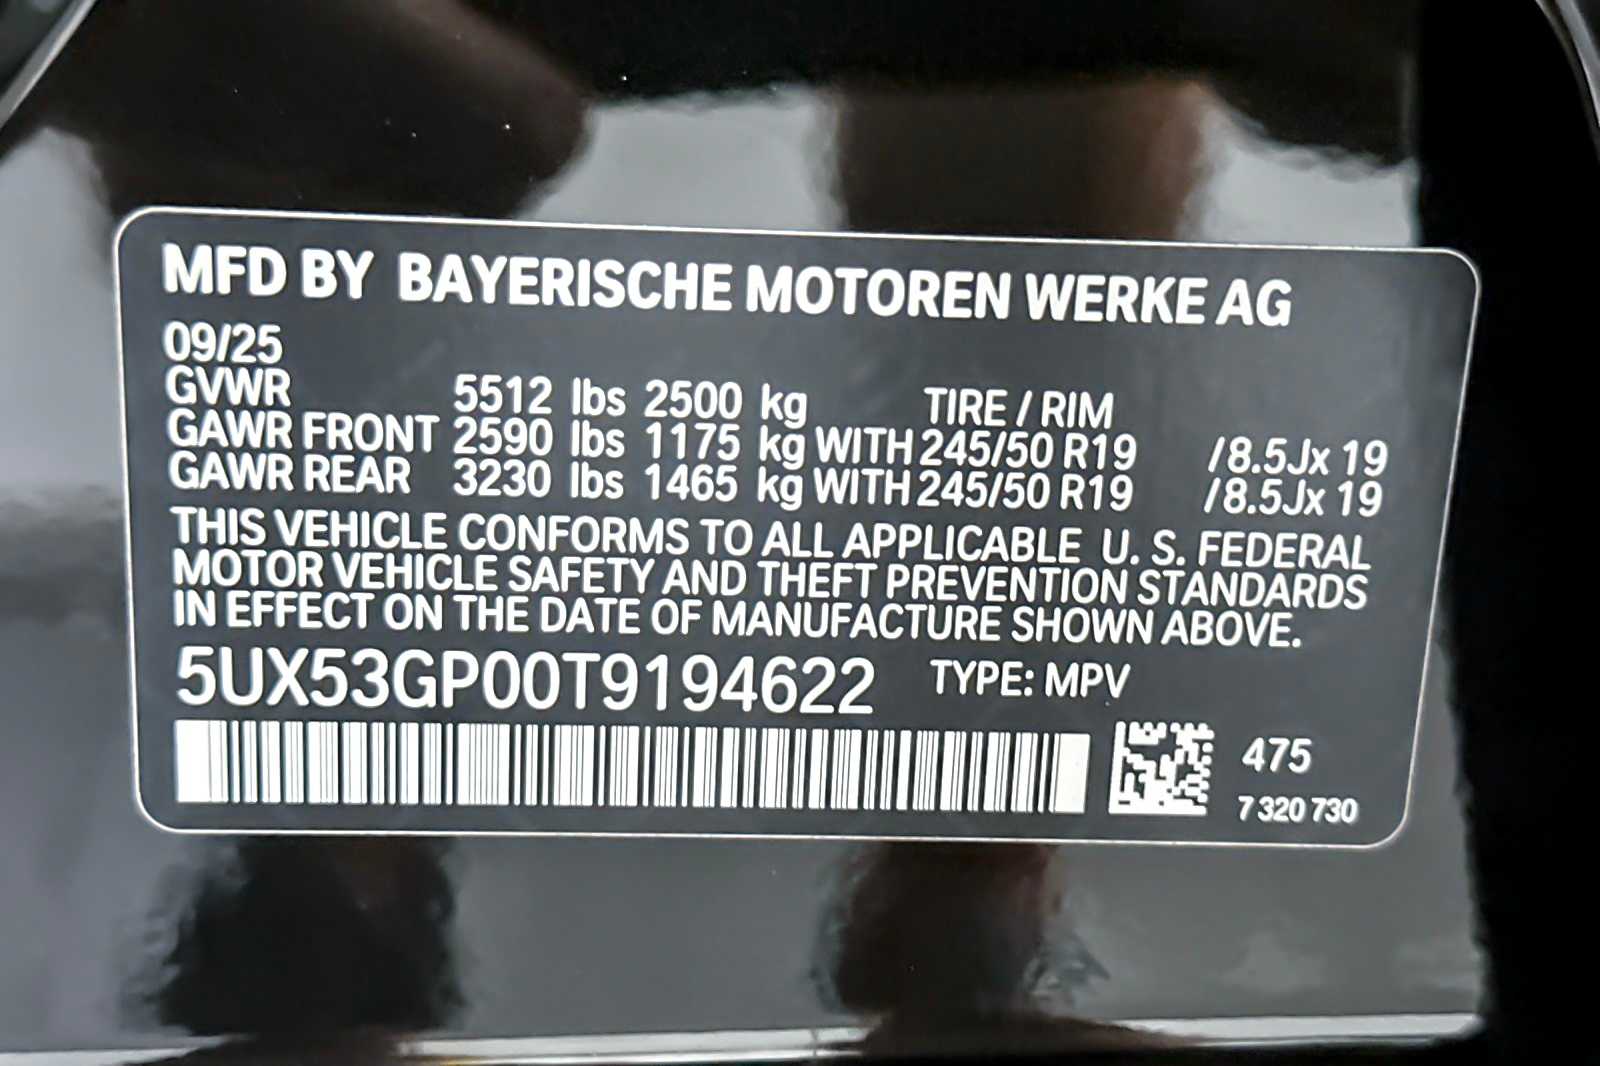 MFD BY BAYERISCHE MOTOREN WERKE AG
09/25
GVWR 5512 lbs 2500 kg TIRE / RIM
GAWR FRONT 2590 lbs 1175 kg WITH 245/50 R19 /8.5Jx 19
GAWR REAR 3230 lbs 1465 kg WITH 245/50 R19 /8.5Jx 19
THIS VEHICLE CONFORMS TO ALL APPLICABLE U. S. FEDERAL
MOTOR VEHICLE SAFETY AND THEFT PREVENTION STANDARDS
IN EFFECT ON THE DATE OF MANUFACTURE SHOWN ABOVE.
5UX53GP00T9194622 TYPE: MPV
475
7 320 730